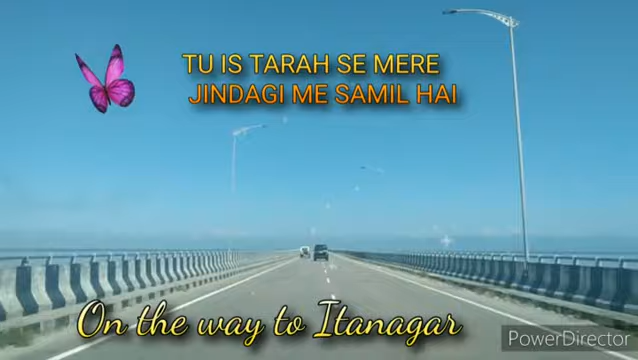 TU IS TARAH SE MERE
JINDAGI ME SAMIL HAI
On the way to Itanagar
PowerDirector